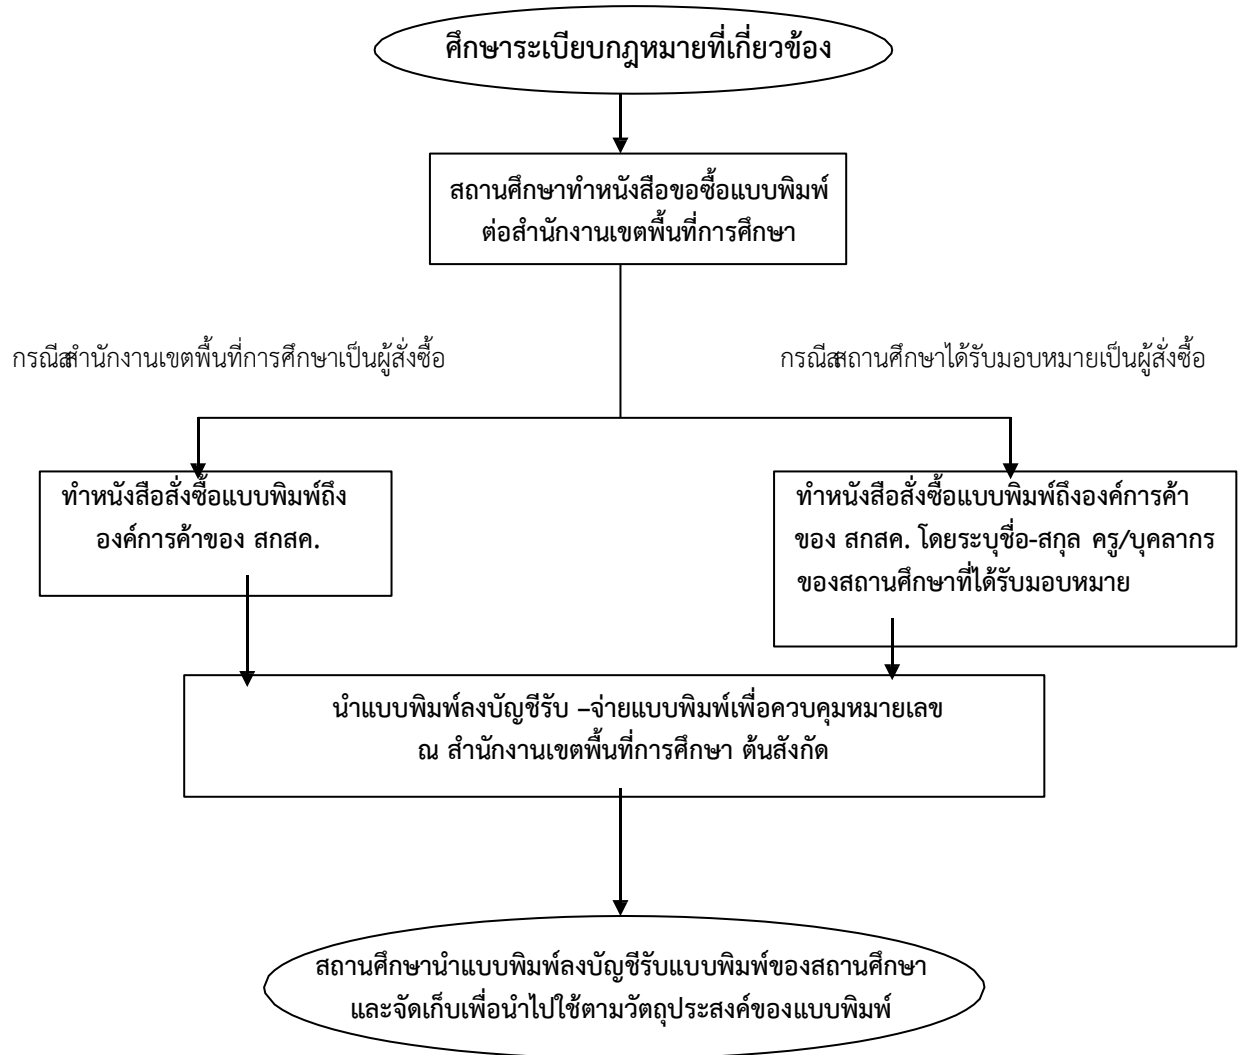 ศึกษาระเบียบกฎหมายที่เกี่ยวข้อง
สถานศึกษาทำหนังสือขอซื้อแบบพิมพ์
ต่อสำนักงานเขตพื้นที่การศึกษา
กรณีสำนักงานเขตพื้นที่การศึกษาเป็นผู้สั่งซื้อ
กรณีสถานศึกษาได้รับมอบหมายเป็นผู้สั่งซื้อ
ทำหนังสือสั่งซื้อแบบพิมพ์ถึง
องค์การค้าของ สกสค.
ทำหนังสือสั่งซื้อแบบพิมพ์ถึงองค์การค้า
ของ สกสค. โดยระบุชื่อ-สกุล ครู/บุคลากร
ของสถานศึกษาที่ได้รับมอบหมาย
นำแบบพิมพ์ลงบัญชีรับ –จ่ายแบบพิมพ์เพื่อควบคุมหมายเลข
ณ สำนักงานเขตพื้นที่การศึกษา ต้นสังกัด
สถานศึกษานำแบบพิมพ์ลงบัญชีรับแบบพิมพ์ของสถานศึกษา
และจัดเก็บเพื่อนำไปใช้ตามวัตถุประสงค์ของแบบพิมพ์